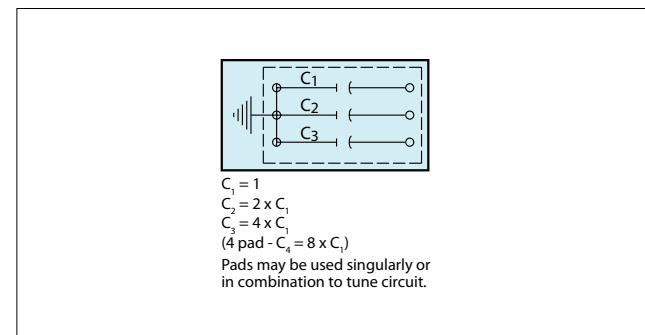 C₁
C₂
C₃
C₁ = 1
C₂ = 2 x C₁
C₃ = 4 x C₁
(4 pad - C₄ = 8 x C₁)
Pads may be used singularly or
in combination to tune circuit.